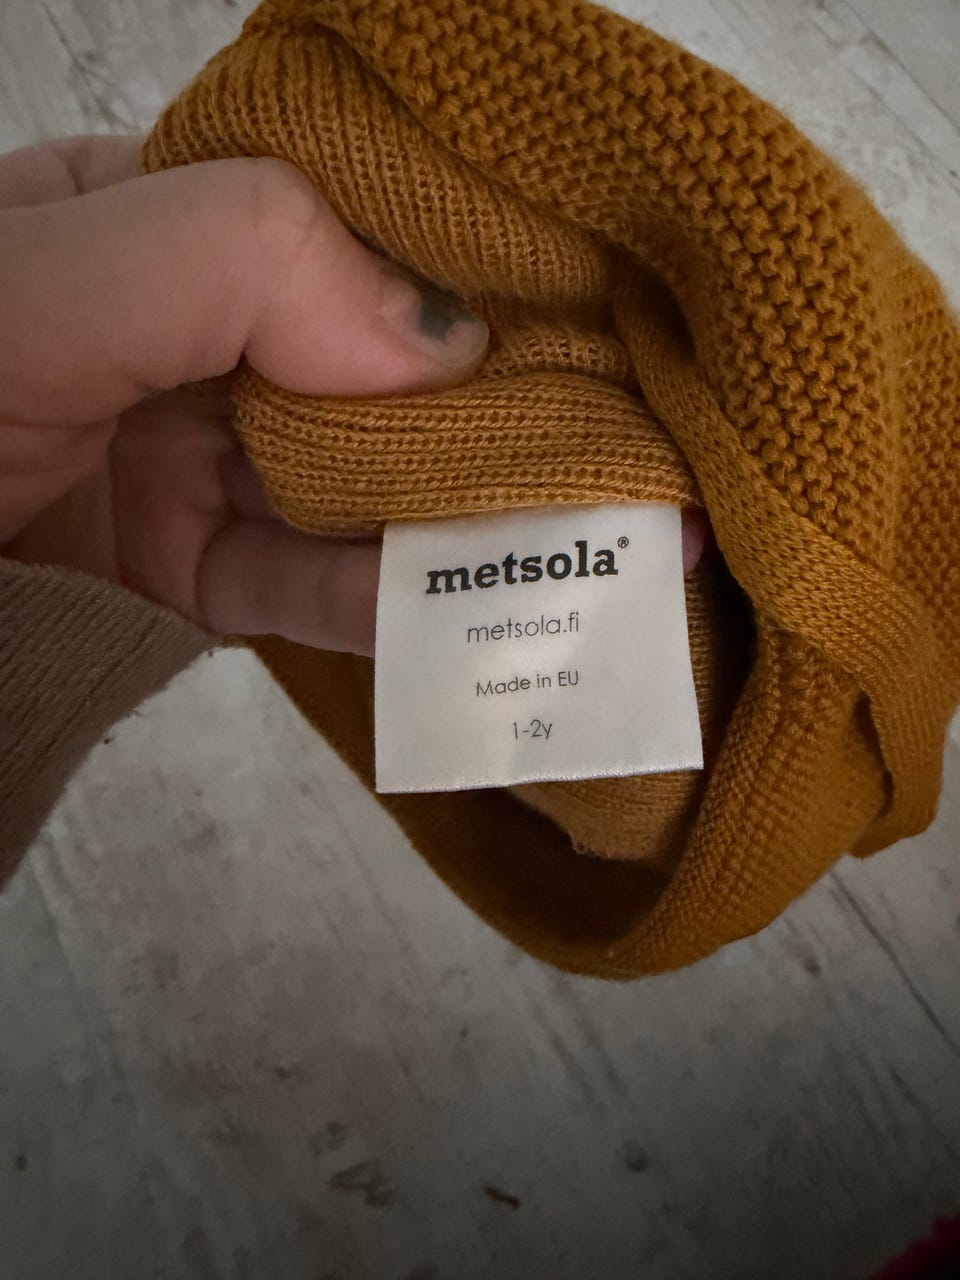 metsola®
metsola.fi
Made in EU
1-2y